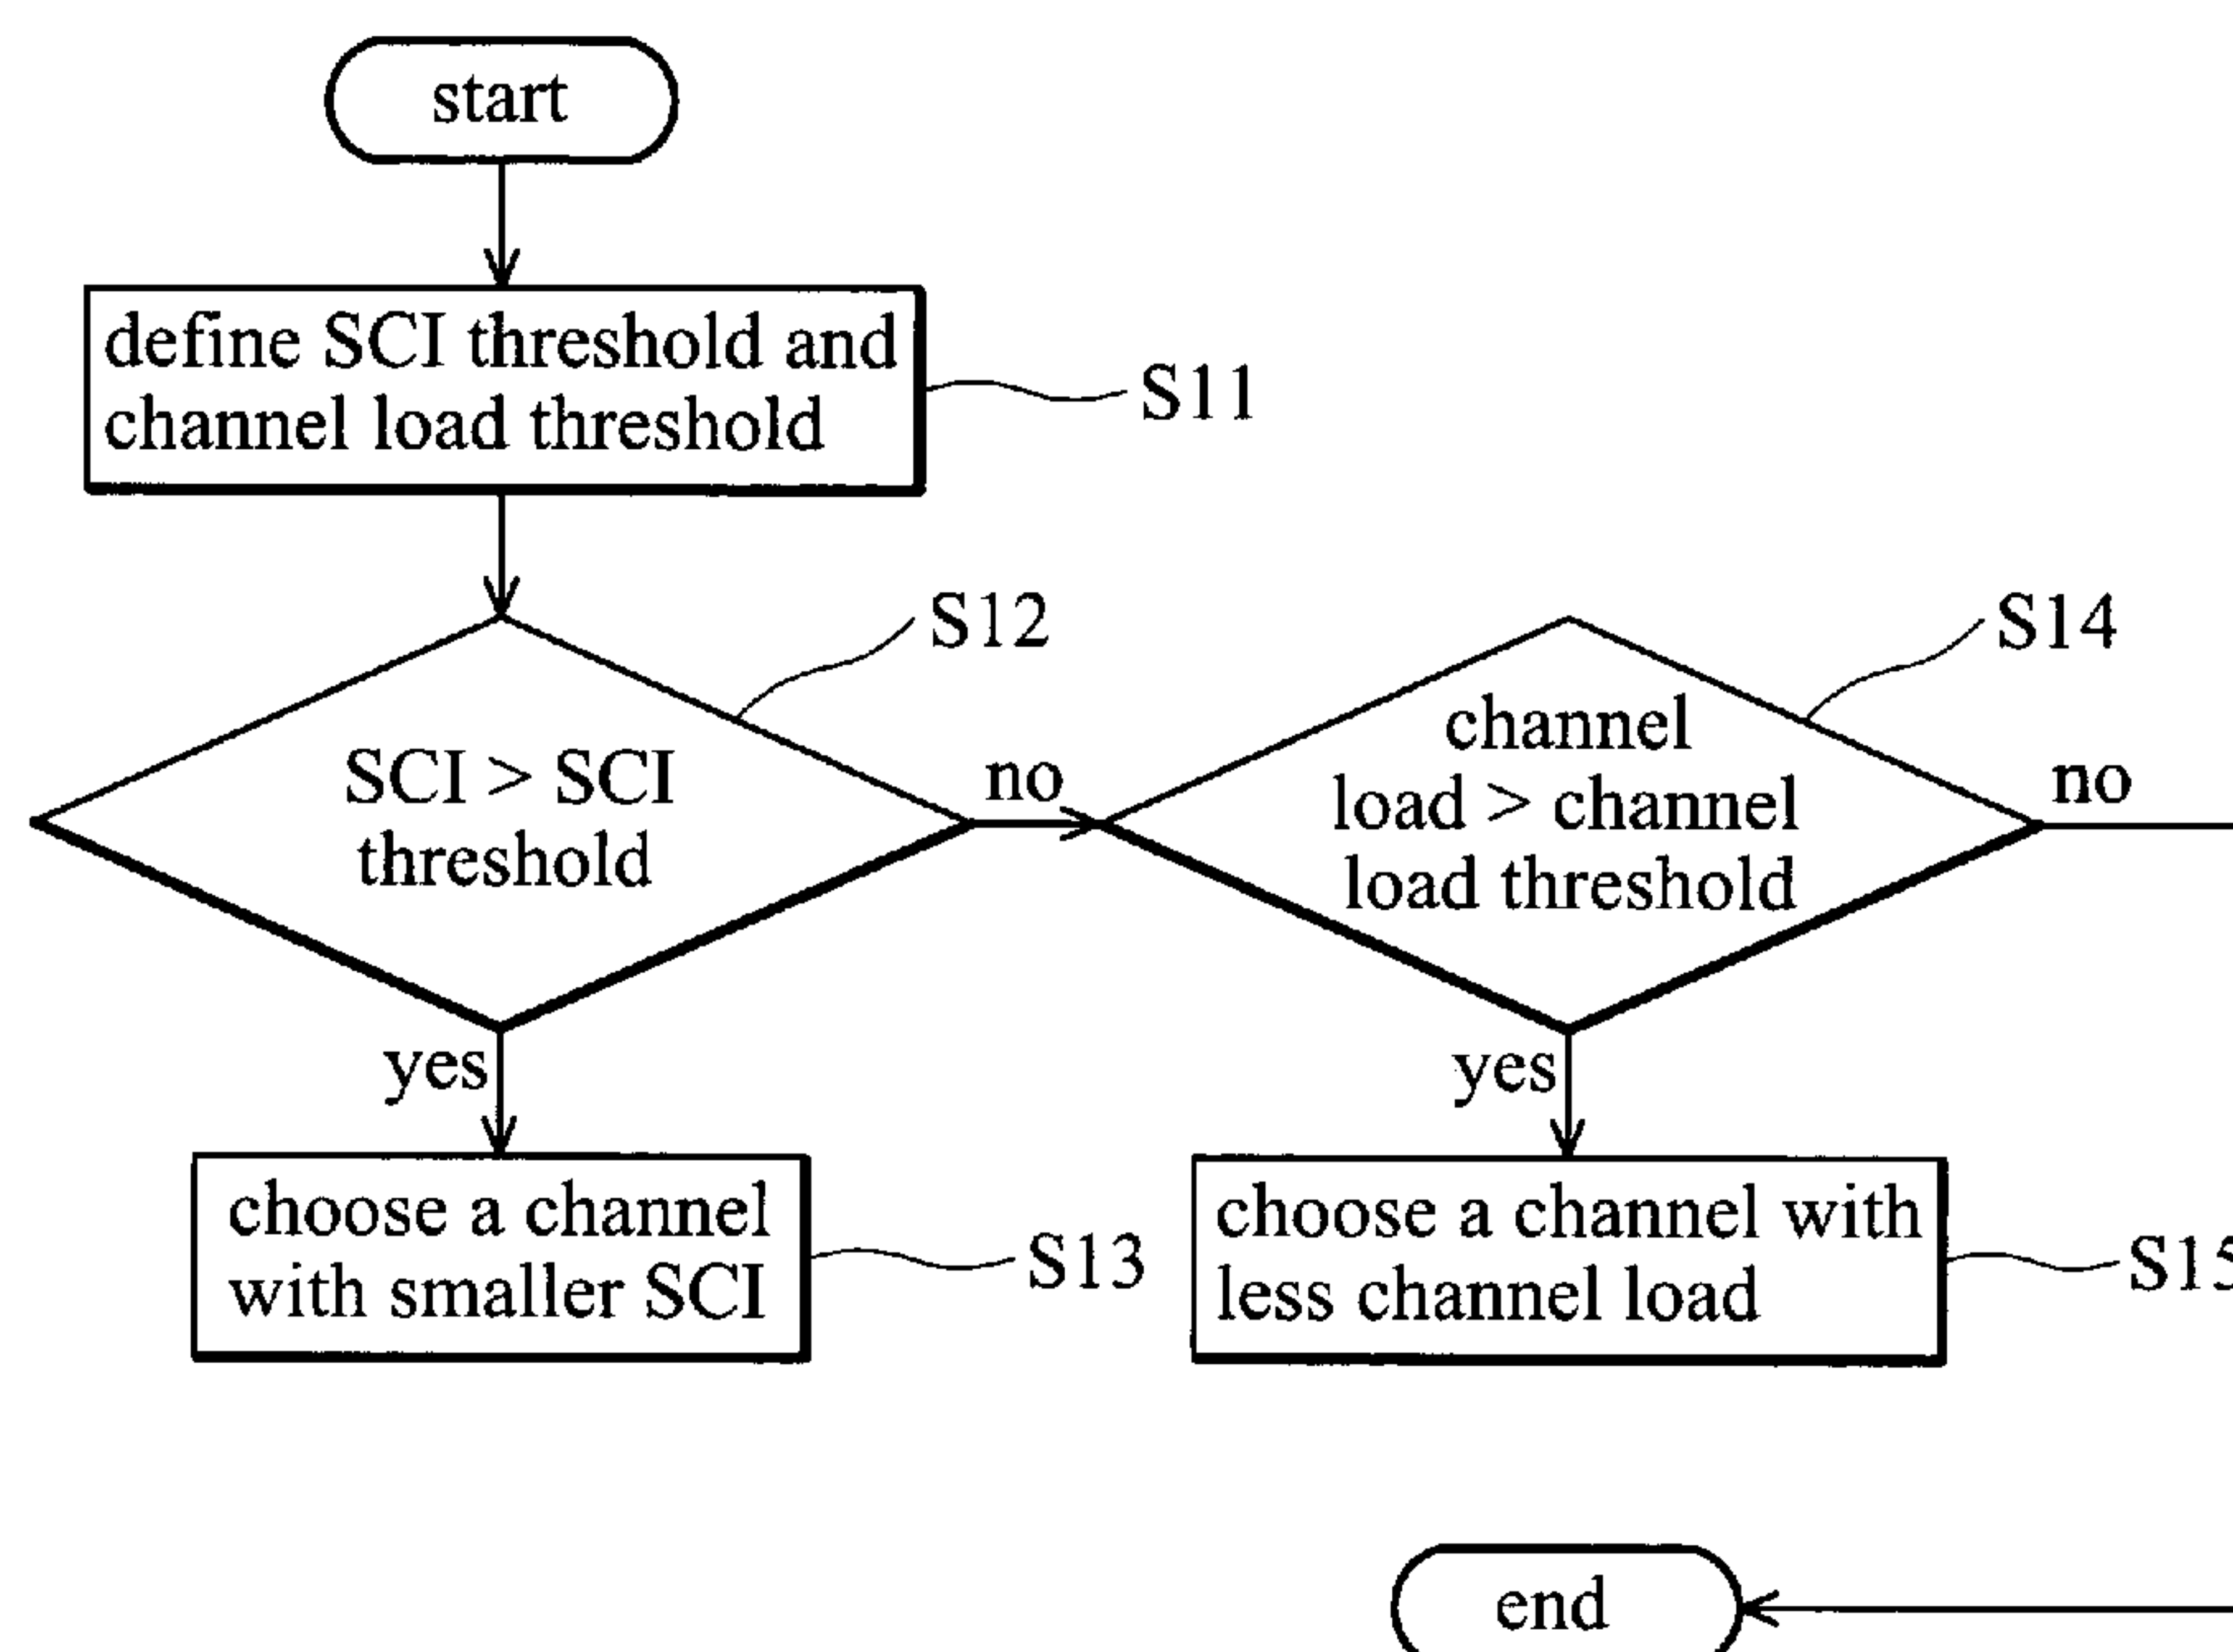 start
define SCI threshold and
channel load threshold
S11
SCI > SCI
threshold
S12
no
channel
load > channel
load threshold
S14
no
yes
yes
choose a channel
with smaller SCI
S13
choose a channel with
less channel load
S15
end